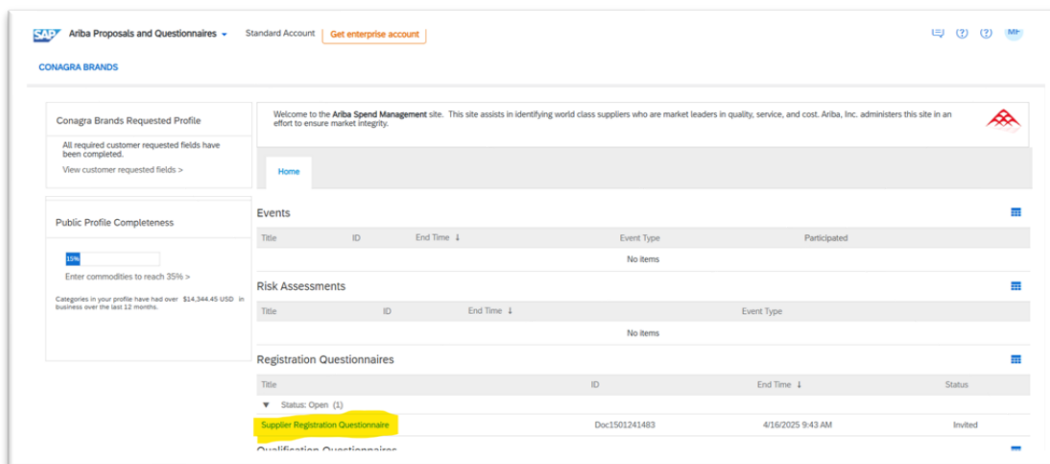 SAP Ariba Proposals and Questionnaires Standard Account Get enterprise account
CONAGRA BRANDS
Conagra Brands Requested Profile
All required customer requested fields have
been completed.
View customer requested fields >
Public Profile Completeness
15%
Enter commodities to reach 35% >
Categories in your profile have had over $14,344.45 USD in
business over the last 12 months.
Welcome to the Ariba Spend Management site. This site assists in identifying world class suppliers who are market leaders in quality, service, and cost. Ariba, Inc. administers this site in an
effort to ensure market integrity.
Home
Events
Title ID End Time ↓ Event Type Participated
No items
Risk Assessments
Title ID End Time ↓ Event Type
No items
Registration Questionnaires
Title ID End Time ↓ Status
▼ Status: Open (1)
Supplier Registration Questionnaire Doc1501241483 4/16/2025 9:43 AM Invited
Qualification Questionnaires